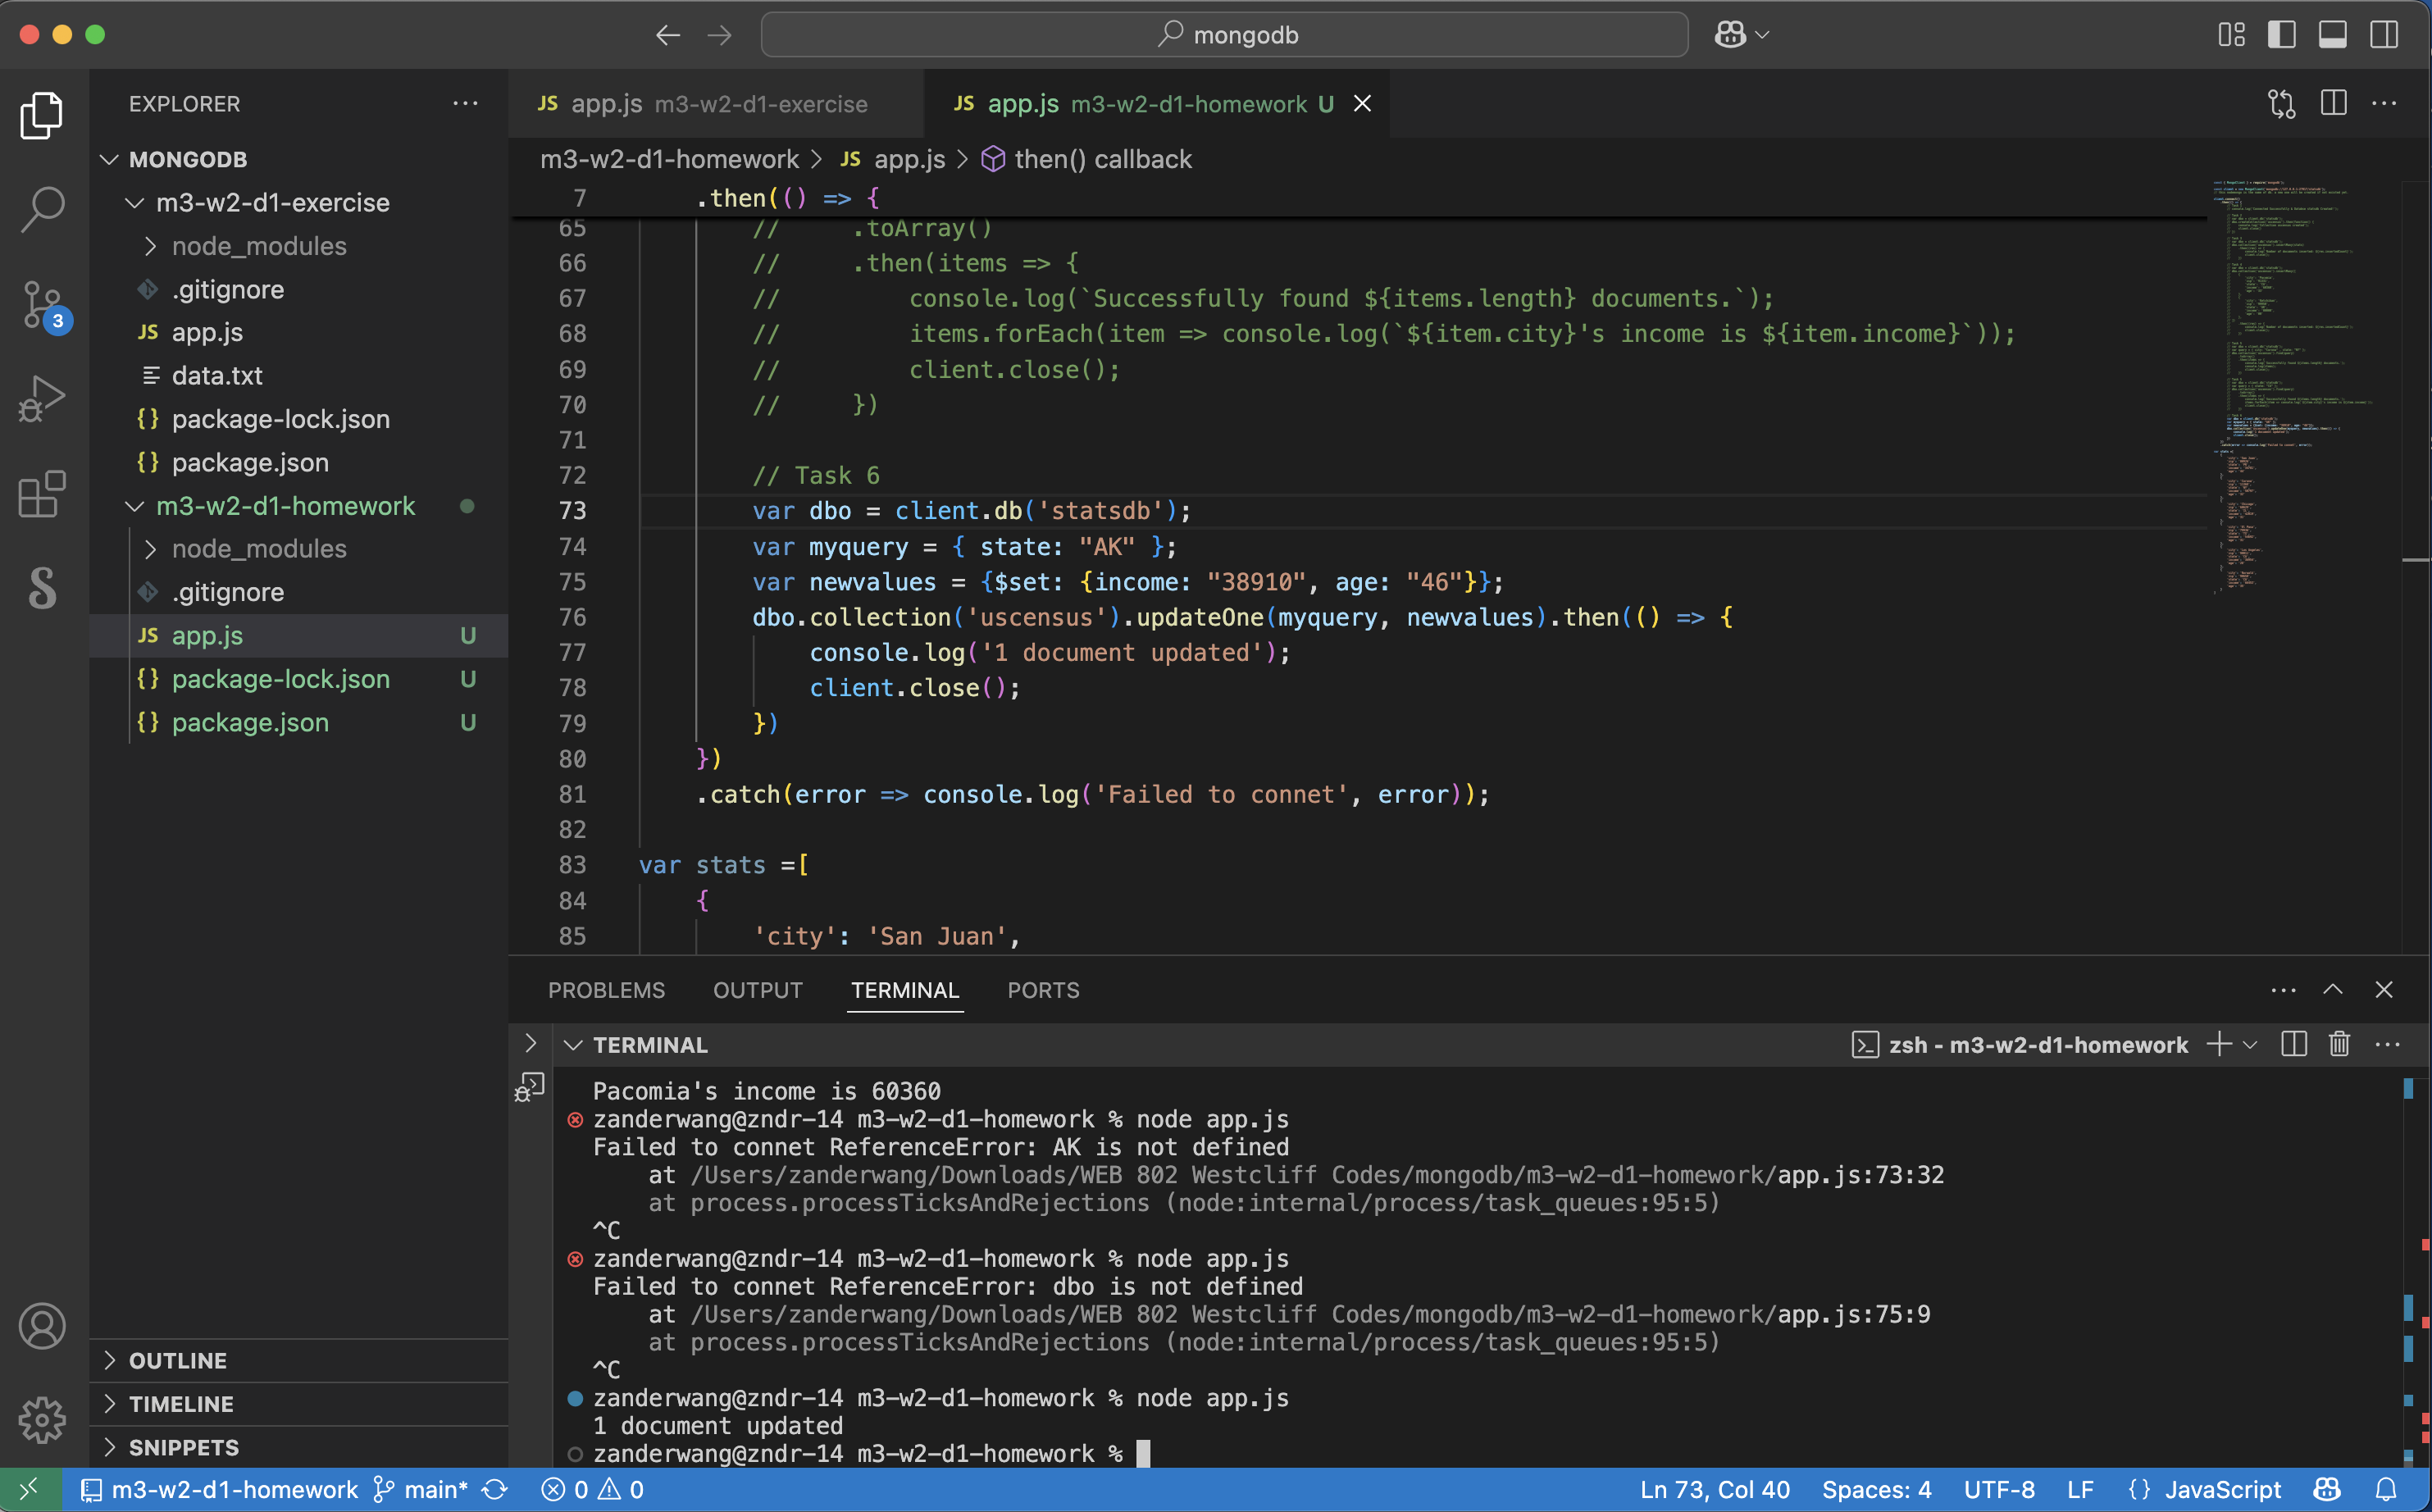 mongodb
EXPLORER
MONGODB
m3-w2-d1-exercise
node_modules
.gitignore
JS app.js
data.txt
{} package-lock.json
{} package.json
m3-w2-d1-homework
node_modules
.gitignore
JS app.js U
{} package-lock.json U
{} package.json U
OUTLINE
TIMELINE
SNIPPETS
3
JS app.js m3-w2-d1-exercise
JS app.js m3-w2-d1-homework U
m3-w2-d1-homework > JS app.js > then() callback
7 .then(() => {
65 // .toArray()
66 // .then(items => {
67 // console.log(`Successfully found ${items.length} documents.`);
68 // items.forEach(item => console.log(`${item.city}'s income is ${item.income}`));
69 // client.close();
70 // })
71
72 // Task 6
73 var dbo = client.db('statsdb');
74 var myquery = { state: "AK" };
75 var newvalues = {$set: {income: "38910", age: "46"}};
76 dbo.collection('uscensus').updateOne(myquery, newvalues).then(() => {
77 console.log('1 document updated');
78 client.close();
79 })
80 })
81 .catch(error => console.log('Failed to connet', error));
82
83 var stats =[
84 {
85 'city': 'San Juan',
PROBLEMS OUTPUT TERMINAL PORTS
TERMINAL
zsh - m3-w2-d1-homework
Pacomia's income is 60360
zanderwang@zndr-14 m3-w2-d1-homework % node app.js
Failed to connet ReferenceError: AK is not defined
at /Users/zanderwang/Downloads/WEB 802 Westcliff Codes/mongodb/m3-w2-d1-homework/app.js:73:32
at process.processTicksAndRejections (node:internal/process/task_queues:95:5)
^C
zanderwang@zndr-14 m3-w2-d1-homework % node app.js
Failed to connet ReferenceError: dbo is not defined
at /Users/zanderwang/Downloads/WEB 802 Westcliff Codes/mongodb/m3-w2-d1-homework/app.js:75:9
at process.processTicksAndRejections (node:internal/process/task_queues:95:5)
^C
zanderwang@zndr-14 m3-w2-d1-homework % node app.js
1 document updated
zanderwang@zndr-14 m3-w2-d1-homework %
m3-w2-d1-homework main* 0 0 Ln 73, Col 40 Spaces: 4 UTF-8 LF {} JavaScript